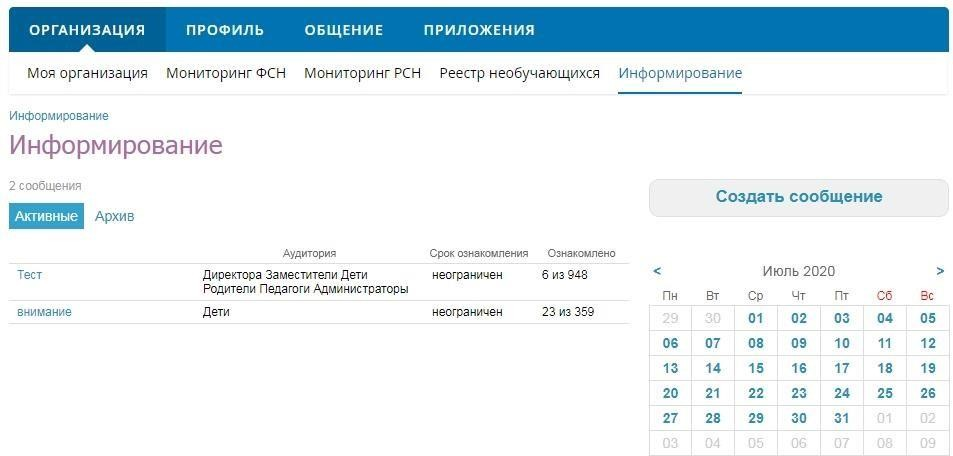 ОРГАНИЗАЦИЯ ПРОФИЛЬ ОБЩЕНИЕ ПРИЛОЖЕНИЯ
Моя организация Мониторинг ФСН Мониторинг РСН Реестр необучающихся Информирование
Информирование
Информирование
2 сообщения
Активные Архив
Аудитория Срок ознакомления Ознакомлено
Тест Директора Заместители Дети неограничен 6 из 948
Родители Педагоги Администраторы
внимание Дети неограничен 23 из 359
Создать сообщение
< Июль 2020 >
Пн Вт Ср Чт Пт Сб Вс
29 30 01 02 03 04 05
06 07 08 09 10 11 12
13 14 15 16 17 18 19
20 21 22 23 24 25 26
27 28 29 30 31 01 02
03 04 05 06 07 08 09